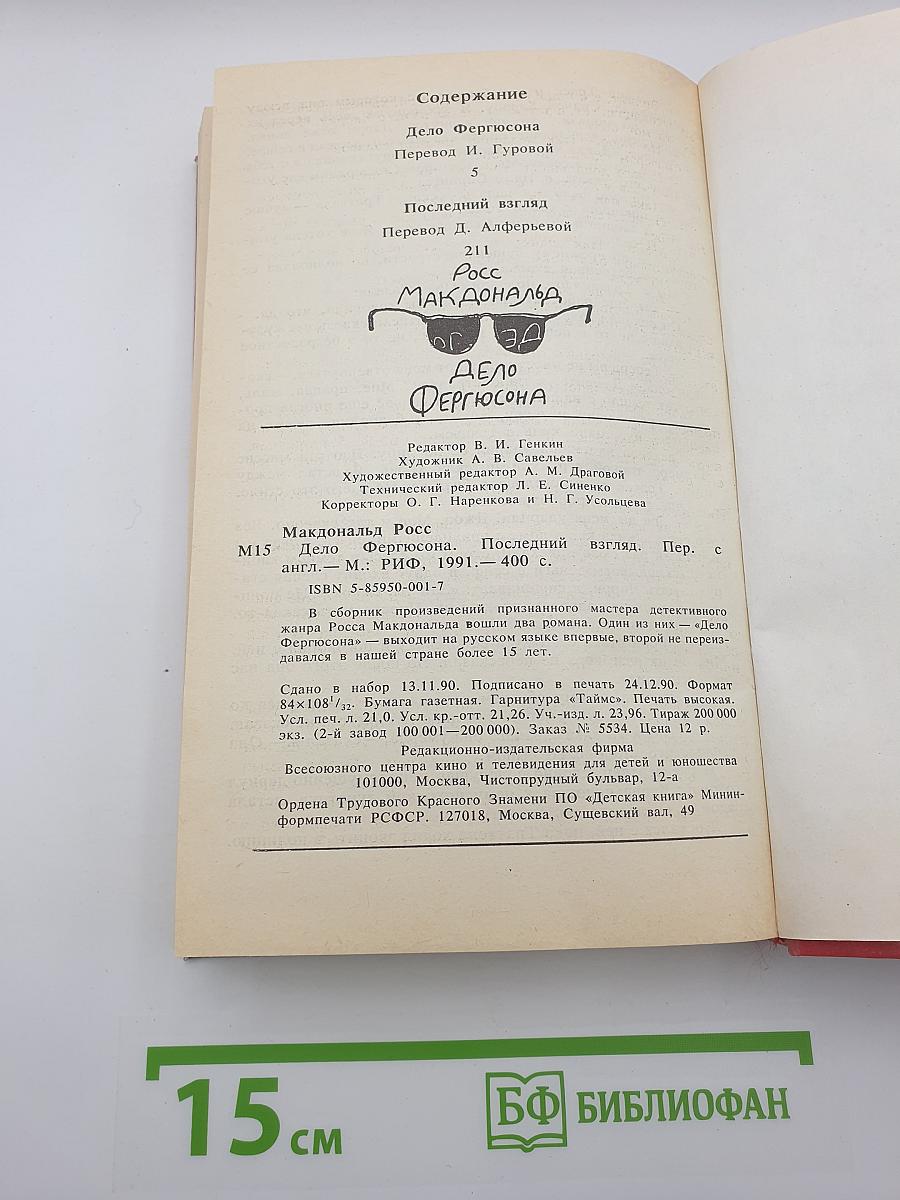 Содержание
Дело Фергюсона
Перевод И. Гуровой
5
Последний взгляд
Перевод Д. Алферьевой
211
Росс
Макдональд
ДЕЛО
ФЕРГЮСОНА
Редактор В. И. Генкин
Художник А. В. Савельев
Художественный редактор А. М. Драговой
Технический редактор Л. Е. Синенко
Корректоры О. Г. Наренкова и Н. Г. Усольцева
Макдональд Росс
М15 Дело Фергюсона. Последний взгляд. Пер. с
англ.— М.: РИФ, 1991.— 400 с.
ISBN 5-85950-001-7
В сборник произведений признанного мастера детективного
жанра Росса Макдональда вошли два романа. Один из них — «Дело
Фергюсона» — выходит на русском языке впервые, второй не переиз-
давался в нашей стране более 15 лет.
Сдано в набор 13.11.90. Подписано в печать 24.12.90. Формат
84×108¹/₃₂. Бумага газетная. Гарнитура «Таймс». Печать высокая.
Усл. печ. л. 21,0. Усл. кр.-отт. 21,26. Уч.-изд. л. 23,96. Тираж 200 000
экз. (2-й завод 100 001—200 000). Заказ № 5534. Цена 12 р.
Редакционно-издательская фирма
Всесоюзного центра кино и телевидения для детей и юношества
101000, Москва, Чистопрудный бульвар, 12-а
Ордена Трудового Красного Знамени ПО «Детская книга» Минин-
формпечати РСФСР. 127018, Москва, Сущевский вал, 49
15 см
БФ БИБЛИОФАН